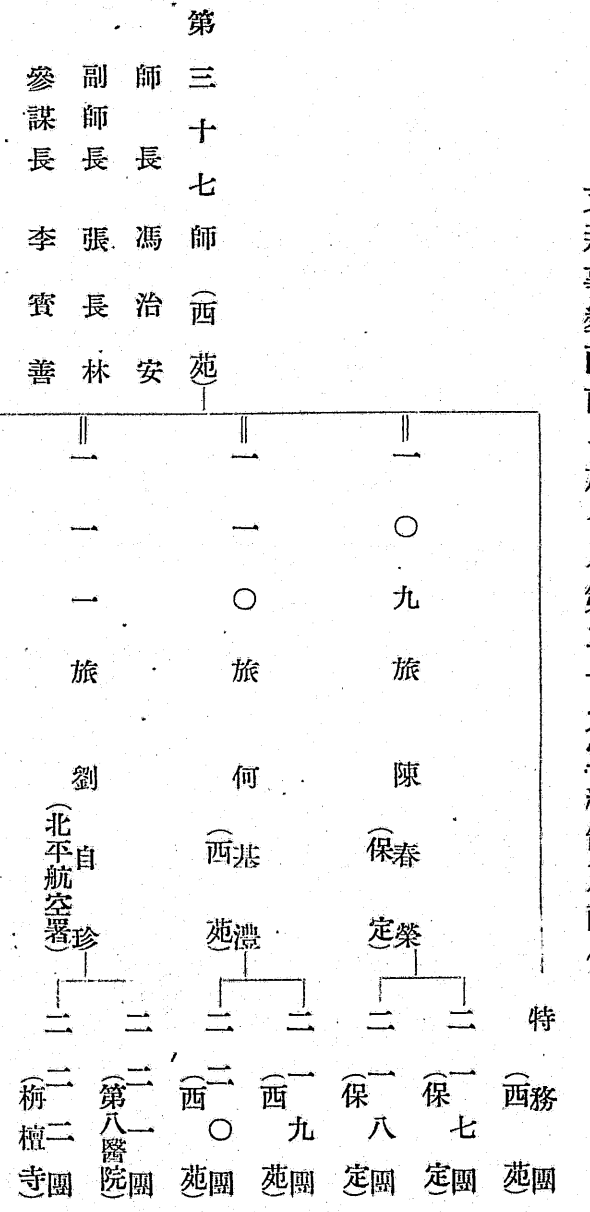 第三十七師（西苑）
師長 馮治安
副師長 張長林
參謀長 李賓善
特務團（西苑）
一〇九旅 陳春榮（保定）
二一七團（保定）
二一八團（保定）
一一〇旅 何基灃（西苑）
二一九團（西苑）
二二〇團（西苑）
一一一旅 劉自珍（北平航空署）
二二一團（第八醫院）
二二二團（栴檀寺）